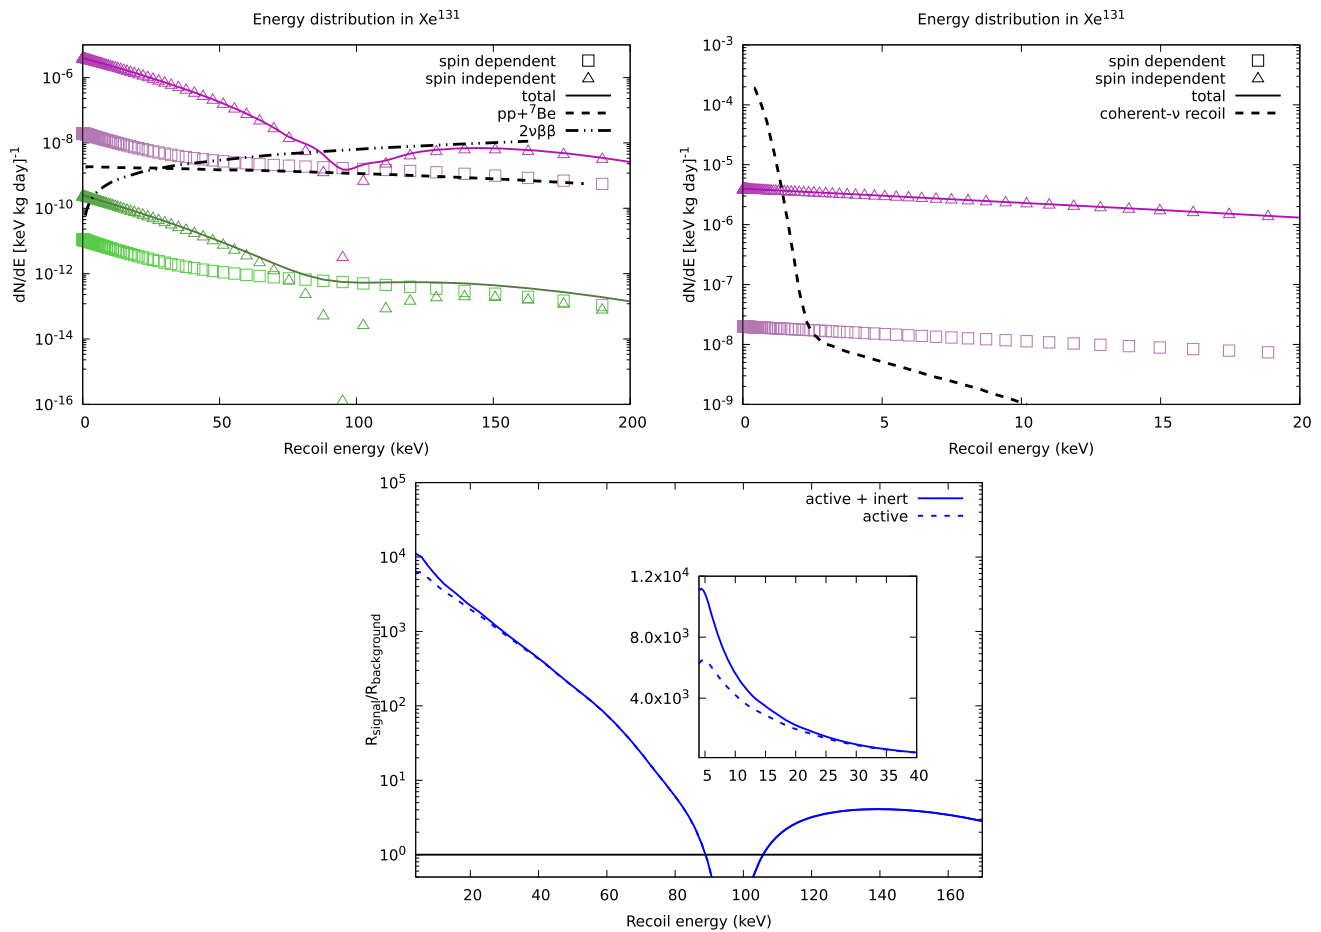 Energy distribution in Xe¹³¹
spin dependent
spin independent
total
pp+⁷Be
2νββ
10⁻⁶
10⁻⁸
10⁻¹⁰
10⁻¹²
10⁻¹⁴
10⁻¹⁶
dN/dE [keV kg day]⁻¹
0 50 100 150 200
Recoil energy (keV)
Energy distribution in Xe¹³¹
spin dependent
spin independent
total
coherent-ν recoil
10⁻³
10⁻⁴
10⁻⁵
10⁻⁶
10⁻⁷
10⁻⁸
10⁻⁹
dN/dE [keV kg day]⁻¹
0 5 10 15 20
Recoil energy (keV)
active + inert
active
10⁵
10⁴
10³
10²
10¹
10⁰
R_signal/R_background
1.2x10⁴
8.0x10³
4.0x10³
5 10 15 20 25 30 35 40
20 40 60 80 100 120 140 160
Recoil energy (keV)